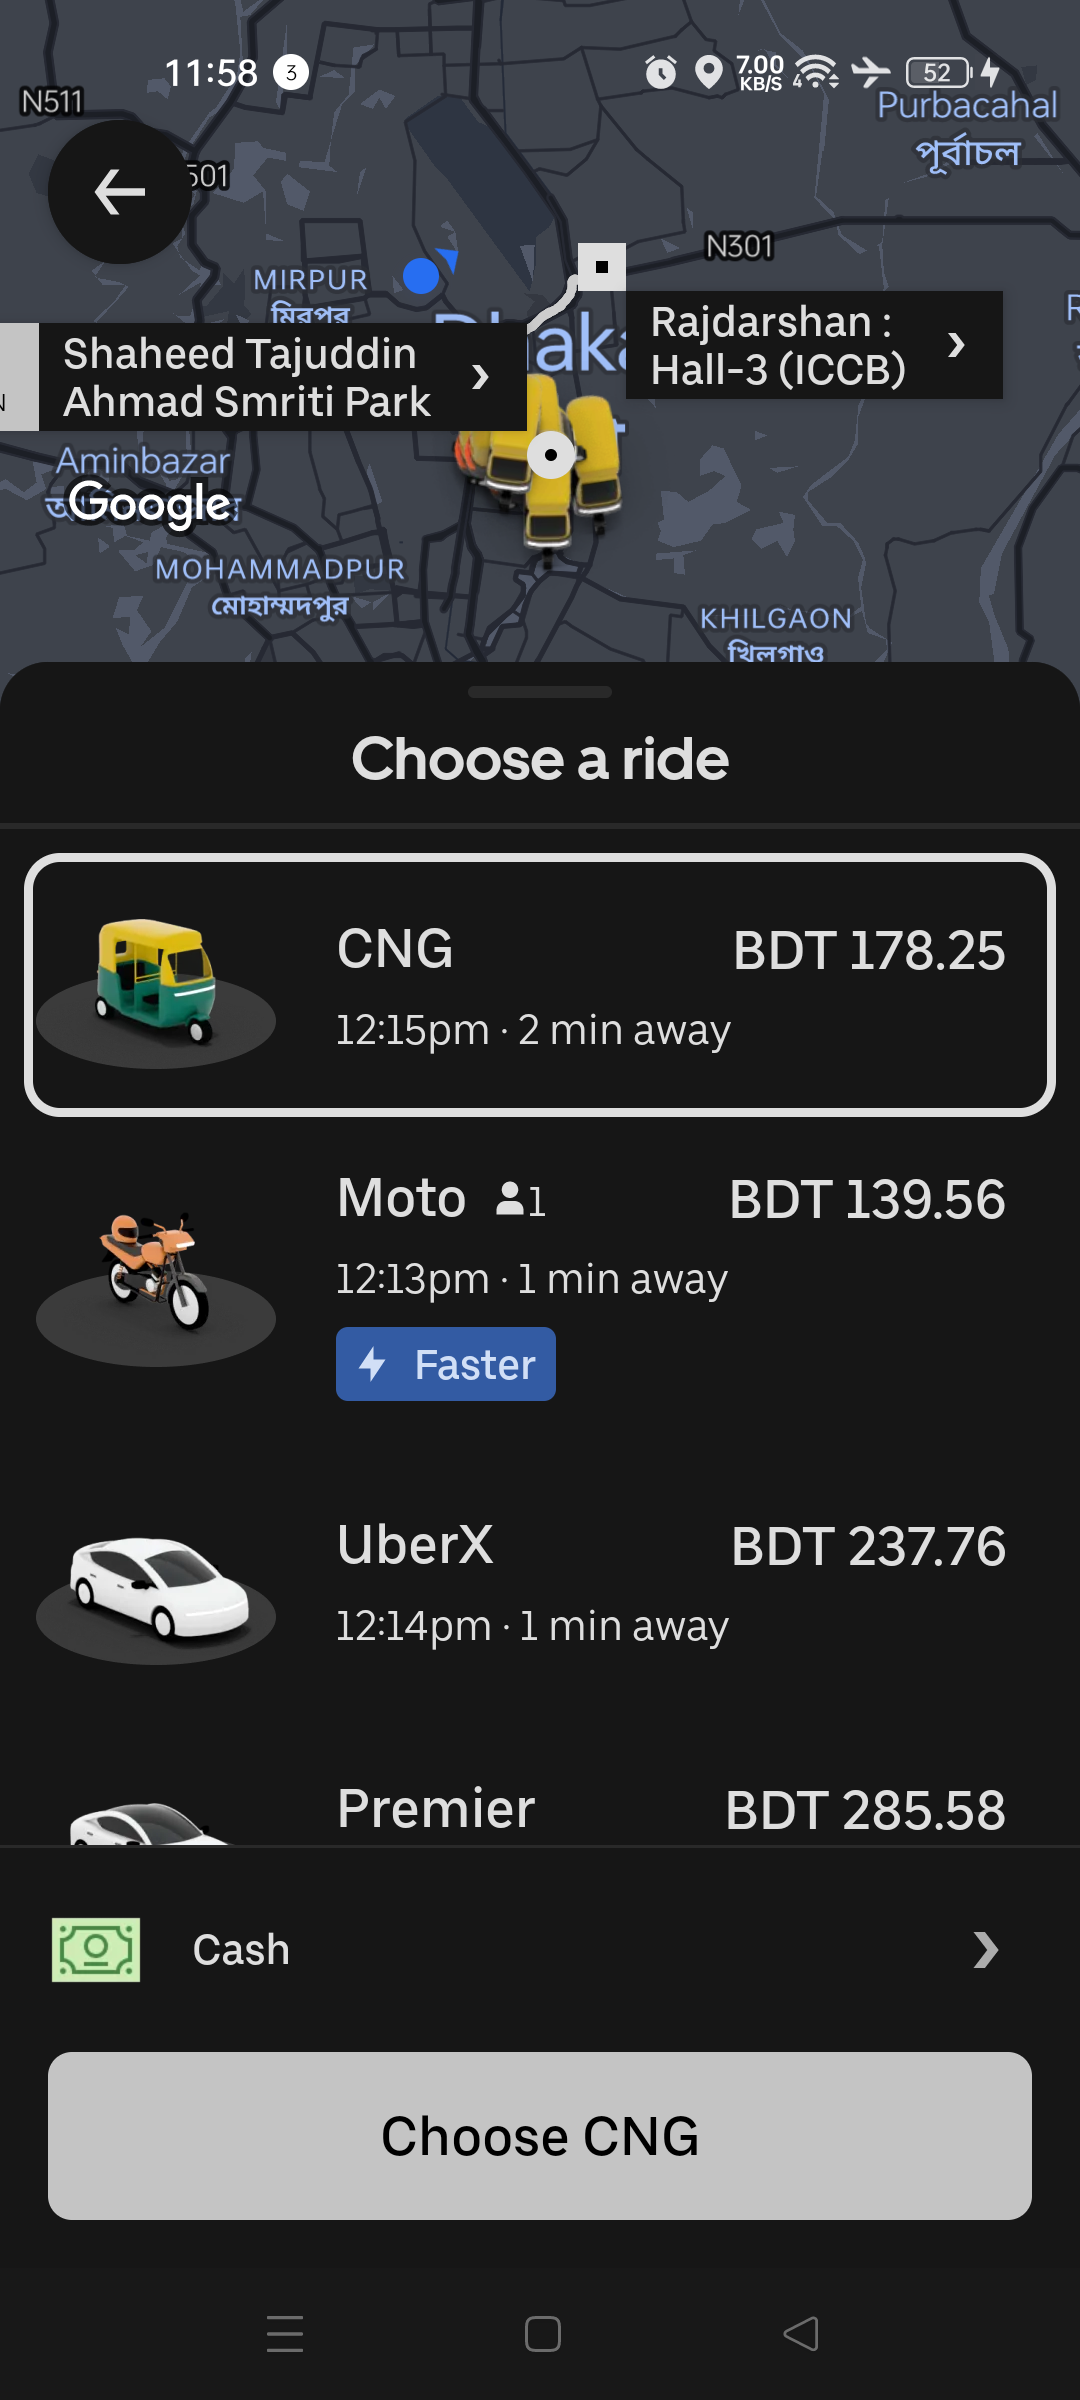 11:58
3
7.00
KB/S
4
52
N511
Purbacahal
পূর্বাচল
501
N301
MIRPUR
মিরপুর
Rajdarshan :
Hall-3 (ICCB)
Shaheed Tajuddin
Ahmad Smriti Park
Aminbazar
Google
MOHAMMADPUR
মোহাম্মদপুর
KHILGAON
খিলগাও
Choose a ride
CNG
BDT 178.25
12:15pm · 2 min away
Moto 1
BDT 139.56
12:13pm · 1 min away
Faster
UberX
BDT 237.76
12:14pm · 1 min away
Premier
BDT 285.58
Cash
Choose CNG